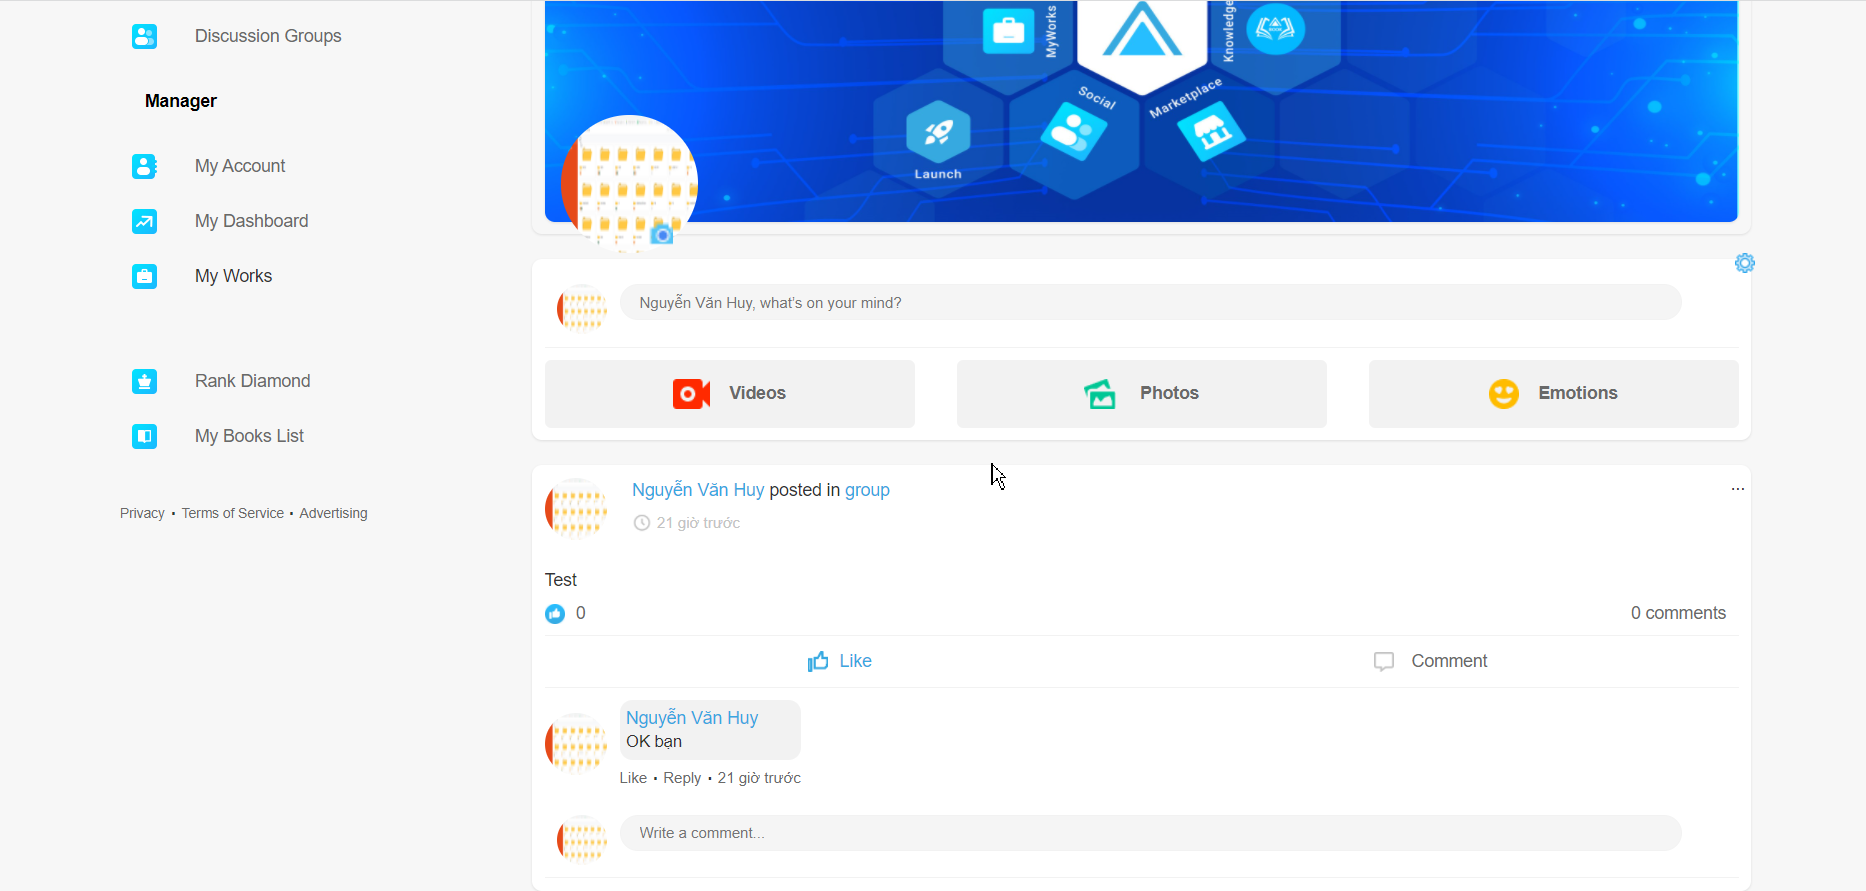 Discussion Groups
Manager
My Account
My Dashboard
My Works
Rank Diamond
My Books List
Privacy • Terms of Service • Advertising
MyWorks
Knowledge
Social
Marketplace
Launch
Nguyễn Văn Huy, what's on your mind?
Videos
Photos
Emotions
Nguyễn Văn Huy posted in group
...
21 giờ trước
Test
0
0 comments
Like
Comment
Nguyễn Văn Huy
OK bạn
Like • Reply • 21 giờ trước
Write a comment...